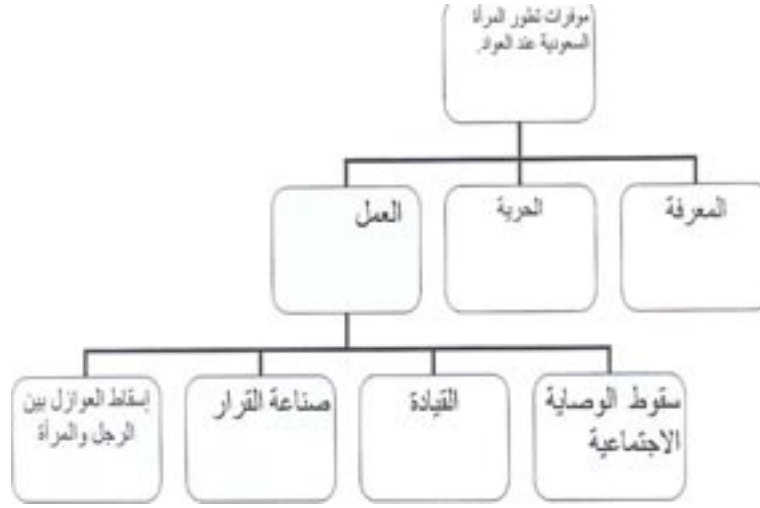 موفرات تطور المرأة
السعودية عند العواد.
المعرفة
الحرية
العمل
سقوط الوصاية
الاجتماعية
القيادة
صناعة القرار
إسقاط العوازل بين
الرجل والمرأة